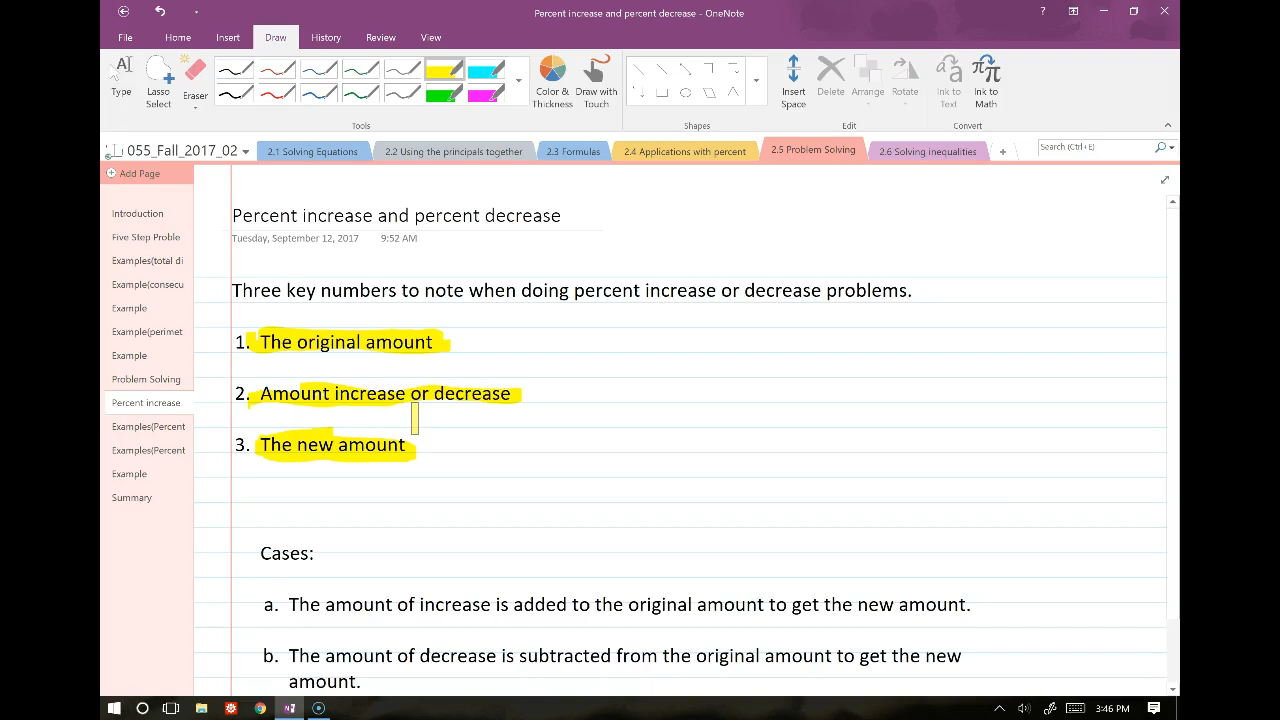 Percent increase and percent decrease - OneNote
?
File Home Insert Draw History Review View
Type
Lasso
Select
Eraser
Color &
Thickness
Draw with
Touch
Insert
Space
Delete
Arrange
Rotate
Ink to
Text
Ink to
Math
Tools
Shapes
Edit
Convert
055_Fall_2017_02
2.1 Solving Equations
2.2 Using the principals together
2.3 Formulas
2.4 Applications with percent
2.5 Problem Solving
2.6 Solving inequalities
Search (Ctrl+E)
Add Page
Introduction
Five Step Proble
Examples(total di
Example(consecu
Example
Example(perimet
Example
Problem Solving
Percent increase
Examples(Percent
Examples(Percent
Example
Summary
Percent increase and percent decrease
Tuesday, September 12, 2017 9:52 AM
Three key numbers to note when doing percent increase or decrease problems.
1. The original amount
2. Amount increase or decrease
3. The new amount
Cases:
a. The amount of increase is added to the original amount to get the new amount.
b. The amount of decrease is subtracted from the original amount to get the new
amount.
3:46 PM